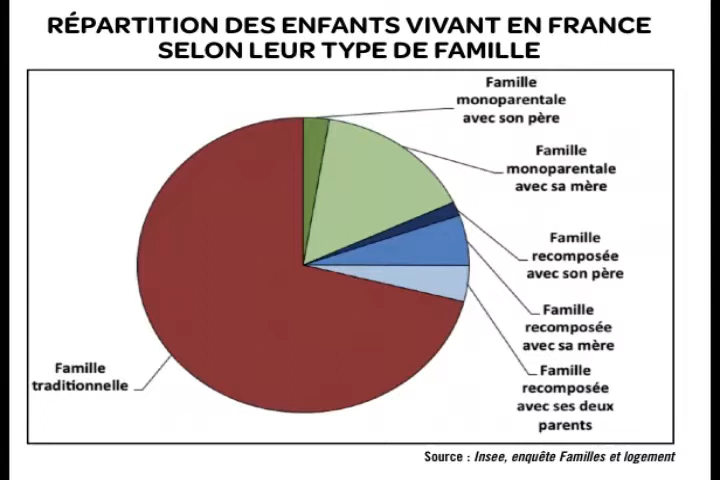 RÉPARTITION DES ENFANTS VIVANT EN FRANCE
SELON LEUR TYPE DE FAMILLE
Famille
monoparentale
avec son père
Famille
monoparentale
avec sa mère
Famille
recomposée
avec son père
Famille
recomposée
avec sa mère
Famille
recomposée
avec ses deux
parents
Famille
traditionnelle
Source : Insee, enquête Familles et logement